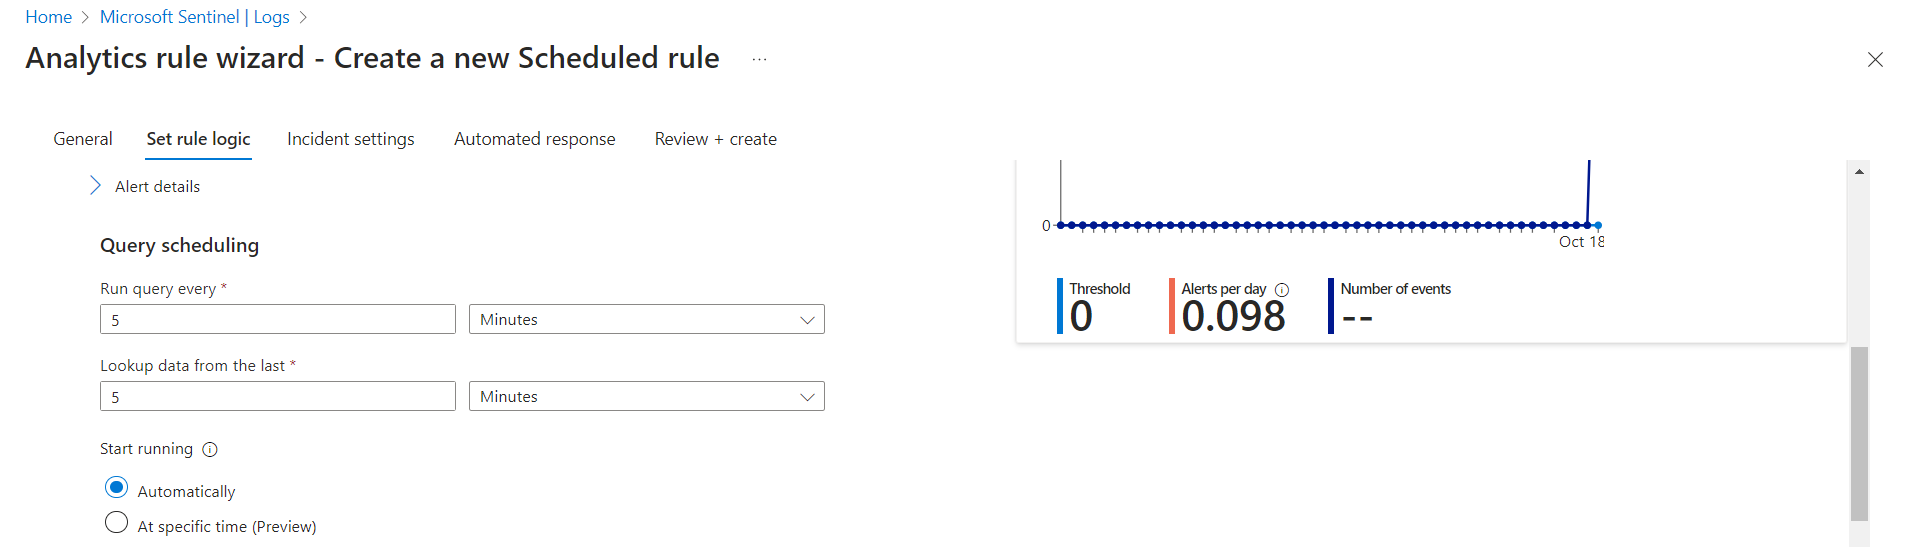 Home > Microsoft Sentinel | Logs >
Analytics rule wizard - Create a new Scheduled rule ...
General Set rule logic Incident settings Automated response Review + create
Alert details
Query scheduling
Run query every *
5 Minutes
Lookup data from the last *
5 Minutes
Start running
Automatically
At specific time (Preview)
0
Oct 18
Threshold Alerts per day Number of events
0 0.098 --